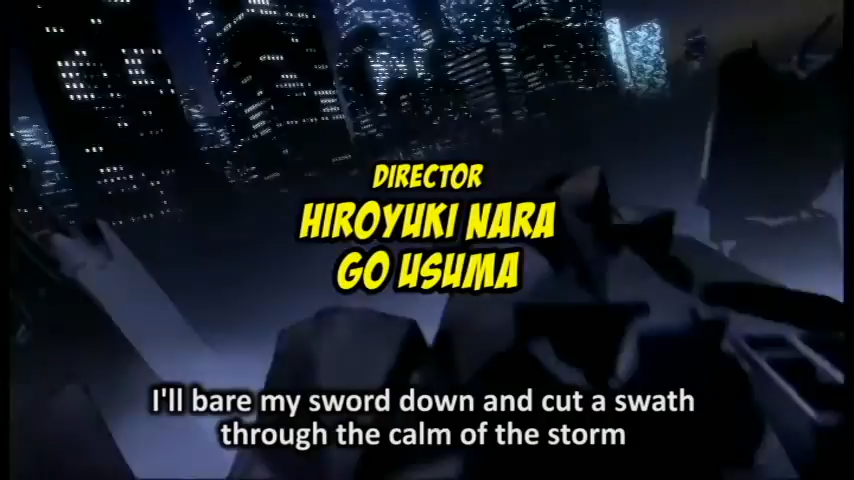 DIRECTOR
HIROYUKI NARA
GO USUMA
I'll bare my sword down and cut a swath
through the calm of the storm